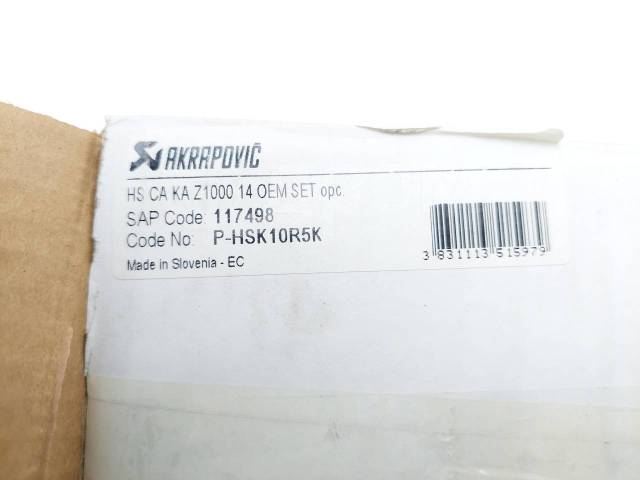 AKRAPOVIČ
HS CA KA Z1000 14 OEM SET opc.
SAP Code: 117498
Code No: P-HSK10R5K
Made in Slovenia - EC
3 831113 515979